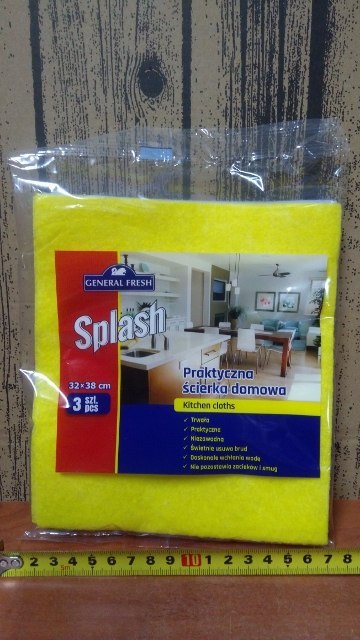 GENERAL FRESH
Splash
32×38 cm
3 szt.
pcs
Praktyczna
ścierka domowa
Kitchen cloths
✓ Trwała
✓ Praktyczna
✓ Niezawodna
✓ Świetnie usuwa brud
✓ Doskonale wchłania wodę
✓ Nie pozostawia zacieków i smug
2 3 4 5 6 7 8 9 10 1 2 3 4 5 6 7 8